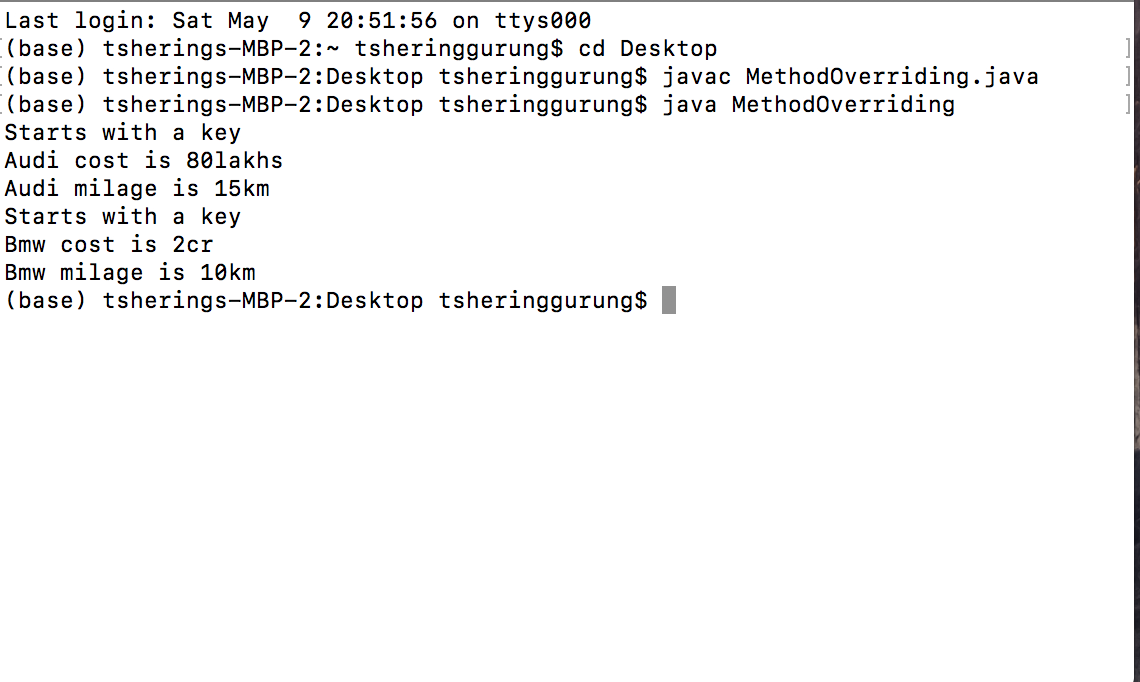 Last login: Sat May  9 20:51:56 on ttys000
(base) tsherings-MBP-2:~ tsheringgurung$ cd Desktop
(base) tsherings-MBP-2:Desktop tsheringgurung$ javac MethodOverriding.java
(base) tsherings-MBP-2:Desktop tsheringgurung$ java MethodOverriding
Starts with a key
Audi cost is 80lakhs
Audi milage is 15km
Starts with a key
Bmw cost is 2cr
Bmw milage is 10km
(base) tsherings-MBP-2:Desktop tsheringgurung$